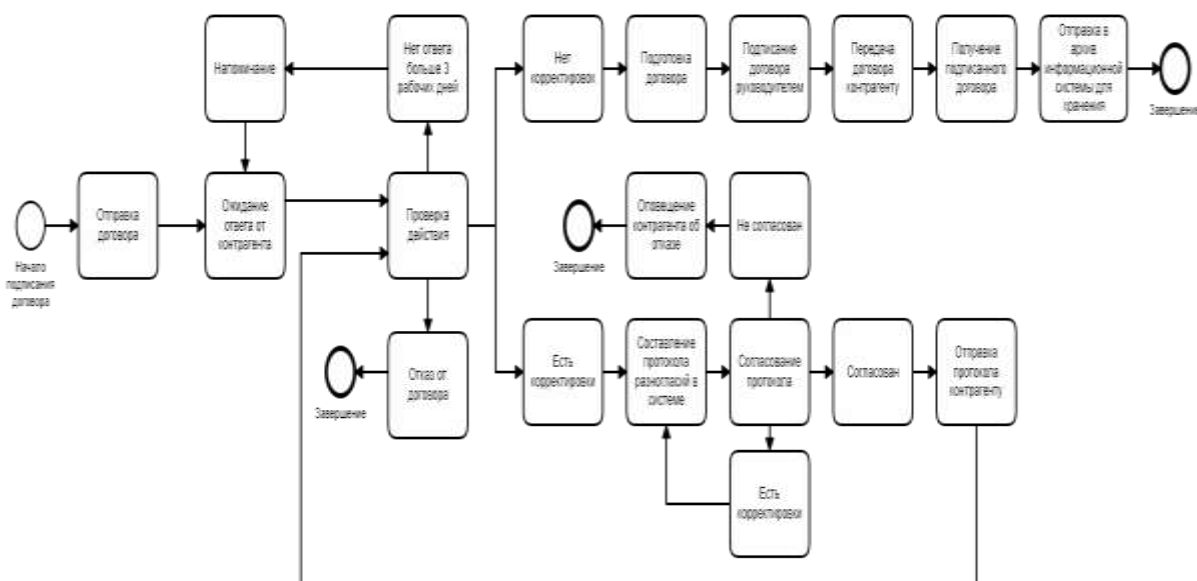 Напоминание
Нет ответа
больше 3
рабочих дней
Нет
корректировок
Подготовка
договора
Подписание
договора
руководителем
Передача
договора
контрагенту
Получение
подписанного
договора
Отправка в
архив
информационной
системы для
хранения
Завершение
Начало
подписания
договора
Отправка
договора
Ожидание
ответа от
контрагента
Проверка
действия
Завершение
Оповещение
контрагента об
отказе
Не согласован
Завершение
Отказ от
договора
Есть
корректировки
Составление
протокола
разногласий в
системе
Согласование
протокола
Согласован
Отправка
протокола
контрагенту
Есть
корректировки